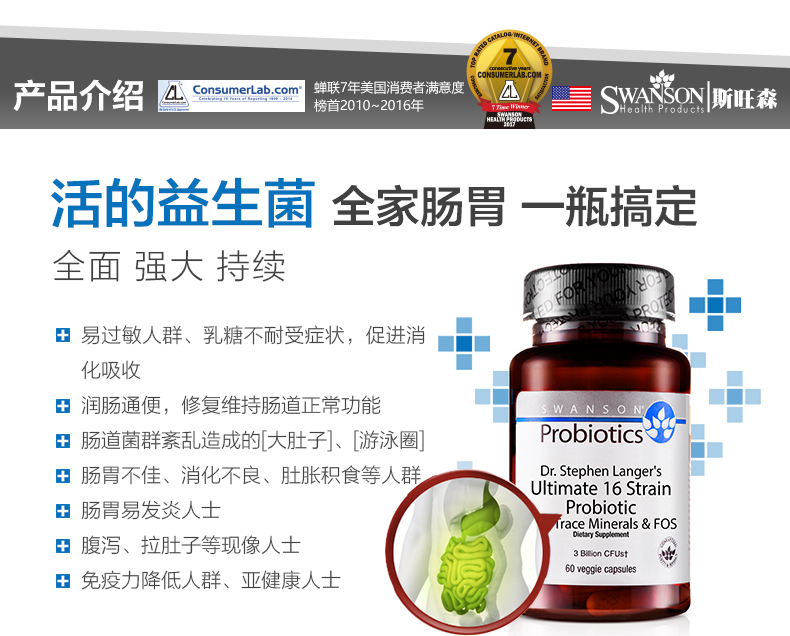 产品介绍
ConsumerLab.com
ConsumerLab.com®
Celebrating 15 Years of Reporting 1999 - 2014
蝉联7年美国消费者满意度
榜首2010~2016年
TOP RATED CATALOG/INTERNET BRAND
7
consecutive years
CONSUMERLAB.COM
7 Time Winner
SWANSON
HEALTH PRODUCTS
2017
SWANSON
Health Products
斯旺森
活的益生菌 全家肠胃 一瓶搞定
全面 强大 持续
易过敏人群、乳糖不耐受症状，促进消
化吸收
润肠通便，修复维持肠道正常功能
肠道菌群紊乱造成的[大肚子]、[游泳圈]
肠胃不佳、消化不良、肚胀积食等人群
肠胃易发炎人士
腹泻、拉肚子等现像人士
免疫力降低人群、亚健康人士
SWANSON®
Probiotics
Dr. Stephen Langer's
Ultimate 16 Strain
Probiotic
Trace Minerals & FOS
Dietary Supplement
3 Billion CFUs†
60 veggie capsules